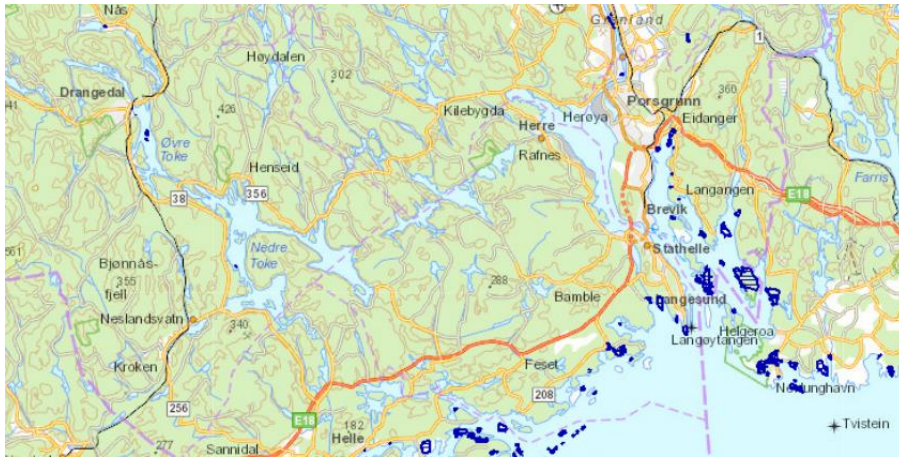 Nås
Grenland
Høydalen
302
1
Drangedal
426
Kilebygda
Herøya
Porsgrunn
360
Eidanger
Herre
Øvre
Toke
Rafnes
Henseid
356
38
Langangen
E18
Farris
Brevik
Nedre
Toke
Stathelle
Bjønnås-
355
fjell
288
Bamble
Langesund
Neslandsvatn
340
Helgeroa
Langøytangen
Kroken
Feset
Nevlunghavn
256
208
E18
182
Helle
Tvistein
277
Sannidal